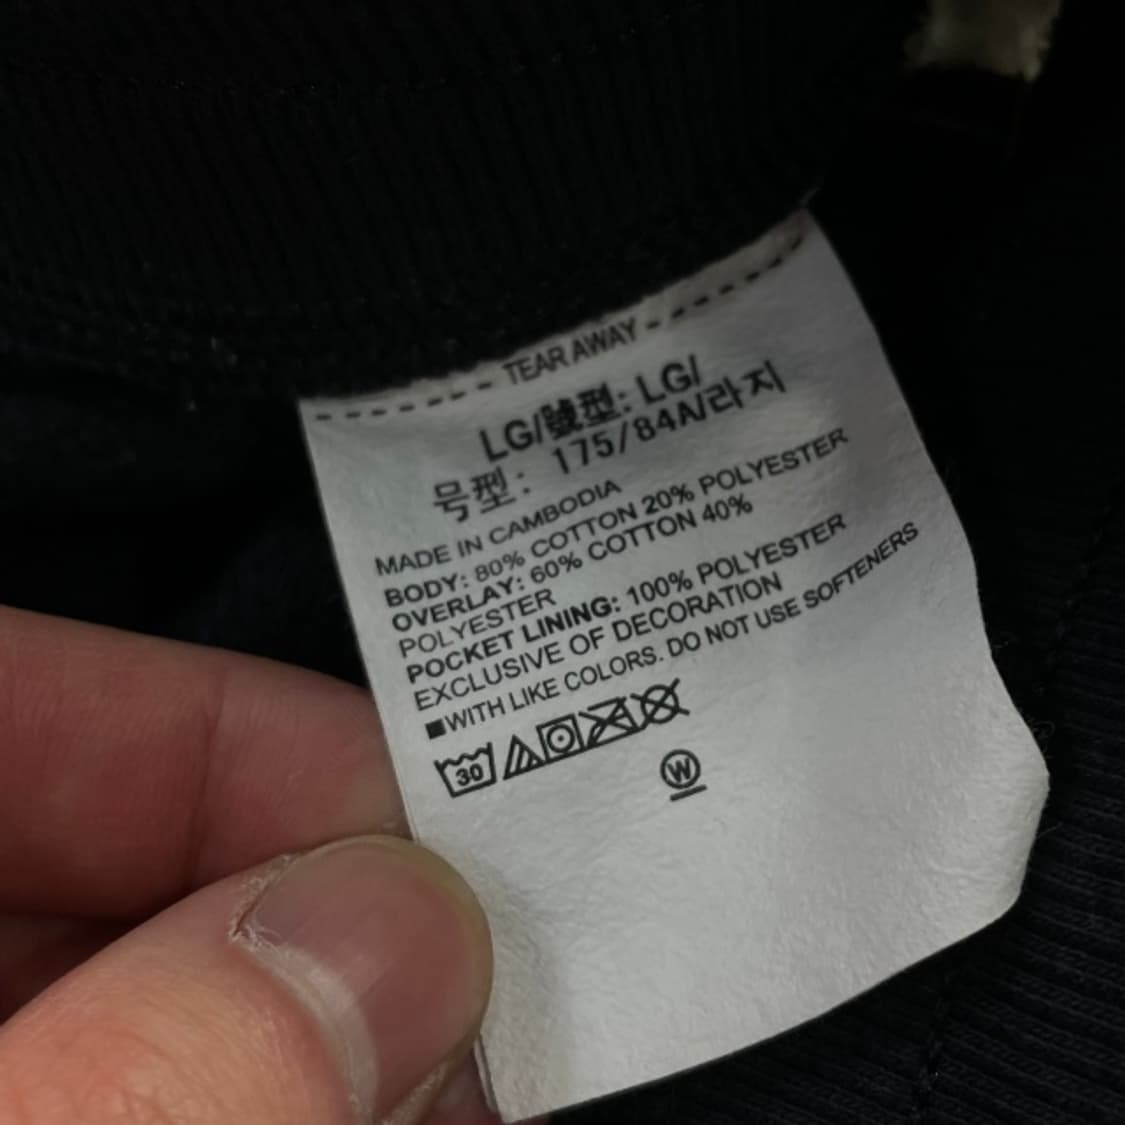 TEAR AWAY
LG/號型: LG/
号型: 175/84A/라지
MADE IN CAMBODIA
BODY: 80% COTTON 20% POLYESTER
OVERLAY: 60% COTTON 40%
POLYESTER
POCKET LINING: 100% POLYESTER
EXCLUSIVE OF DECORATION
■WITH LIKE COLORS. DO NOT USE SOFTENERS
30
W